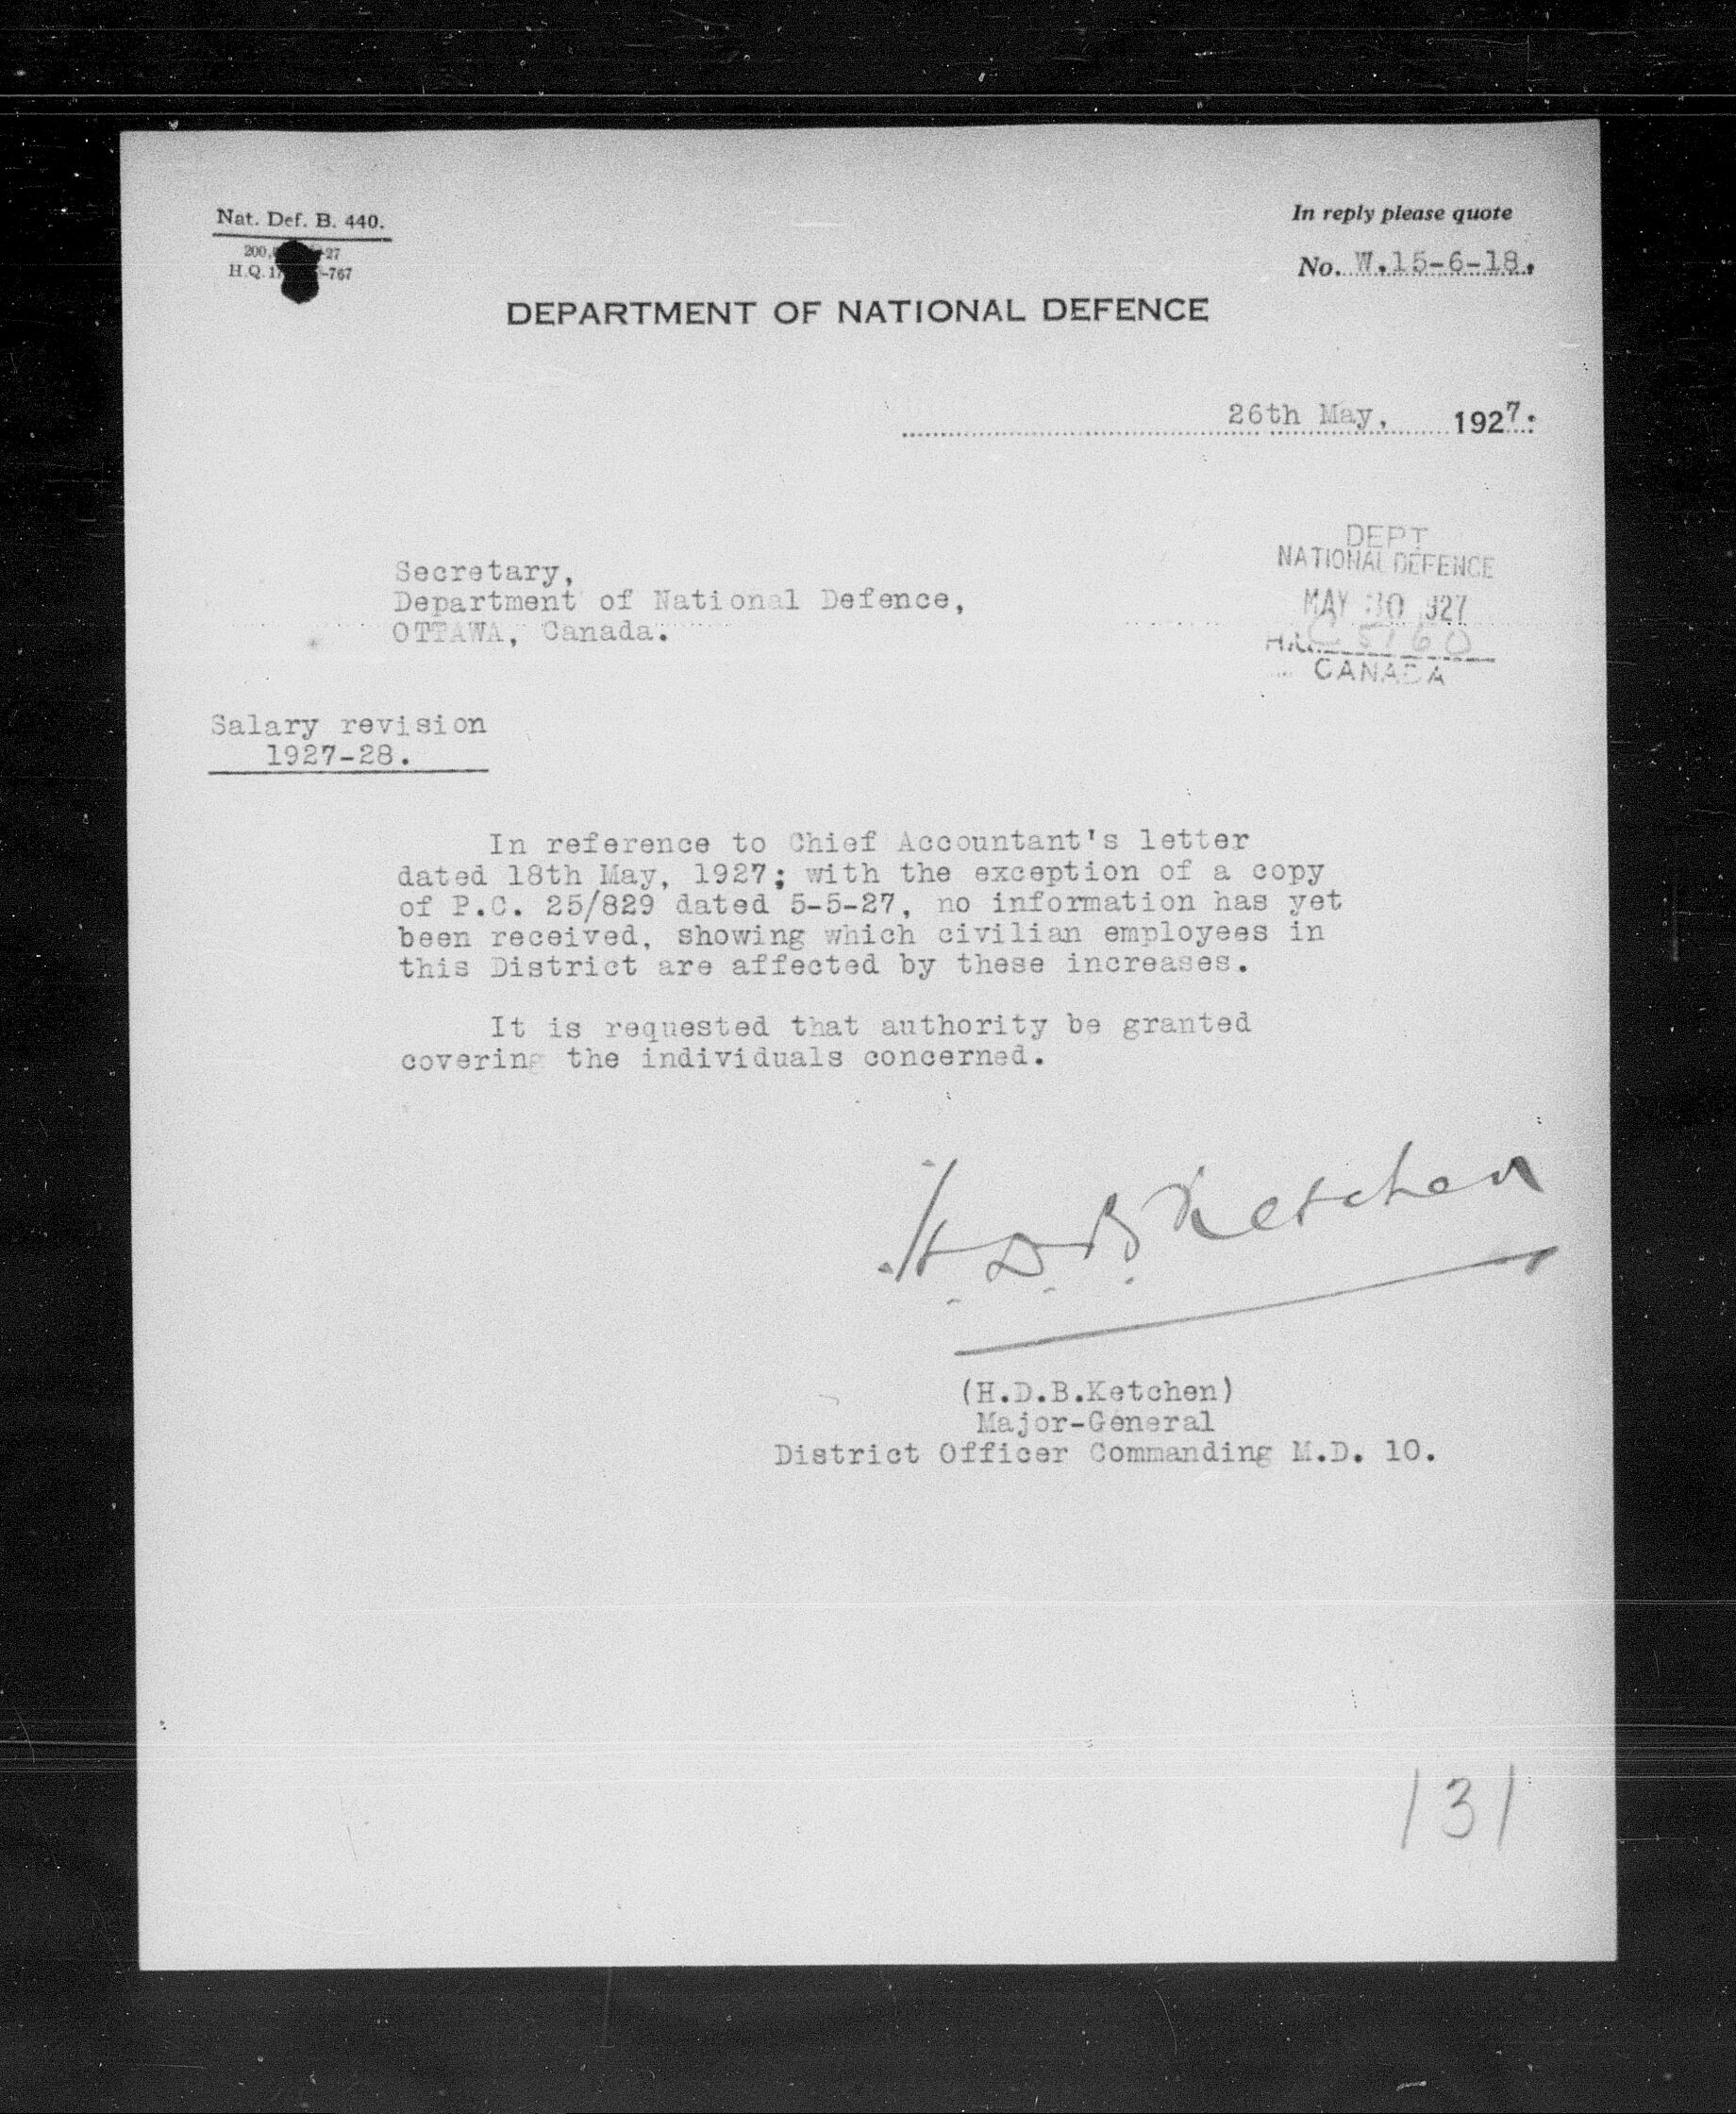 Nat. Def. B. 440.
In reply please quote
No. W.15-6-18.
DEPARTMENT OF NATIONAL DEFENCE
26th May, 1927.
DEPT
NATIONAL DEFENCE
MAY 30 1927
CANADA
Secretary,
Department of National Defence,
OTTAWA, Canada.
Salary revision
1927-28.
In reference to Chief Accountant's letter
dated 18th May, 1927; with the exception of a copy
of P.C. 25/829 dated 5-5-27, no information has yet
been received, showing which civilian employees in
this District are affected by these increases.
It is requested that authority be granted
covering the individuals concerned.
H.D.B Ketchen
(H.D.B.Ketchen)
Major-General
District Officer Commanding M.D. 10.
131